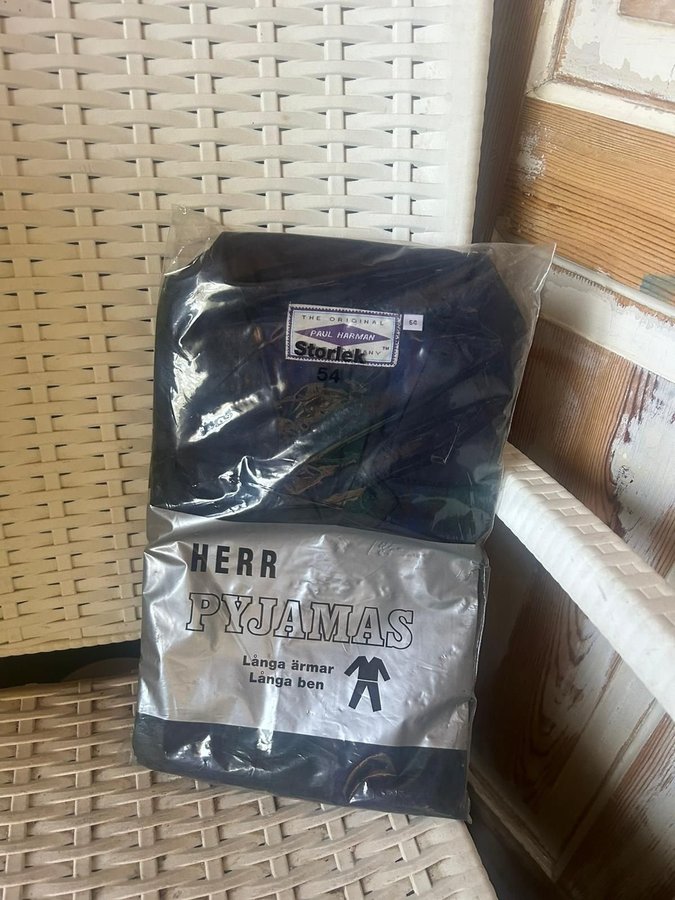 THE ORIGINAL
PAUL HARMAN
Storlek
54
HERR
PYJAMAS
Långa ärmar
Långa ben